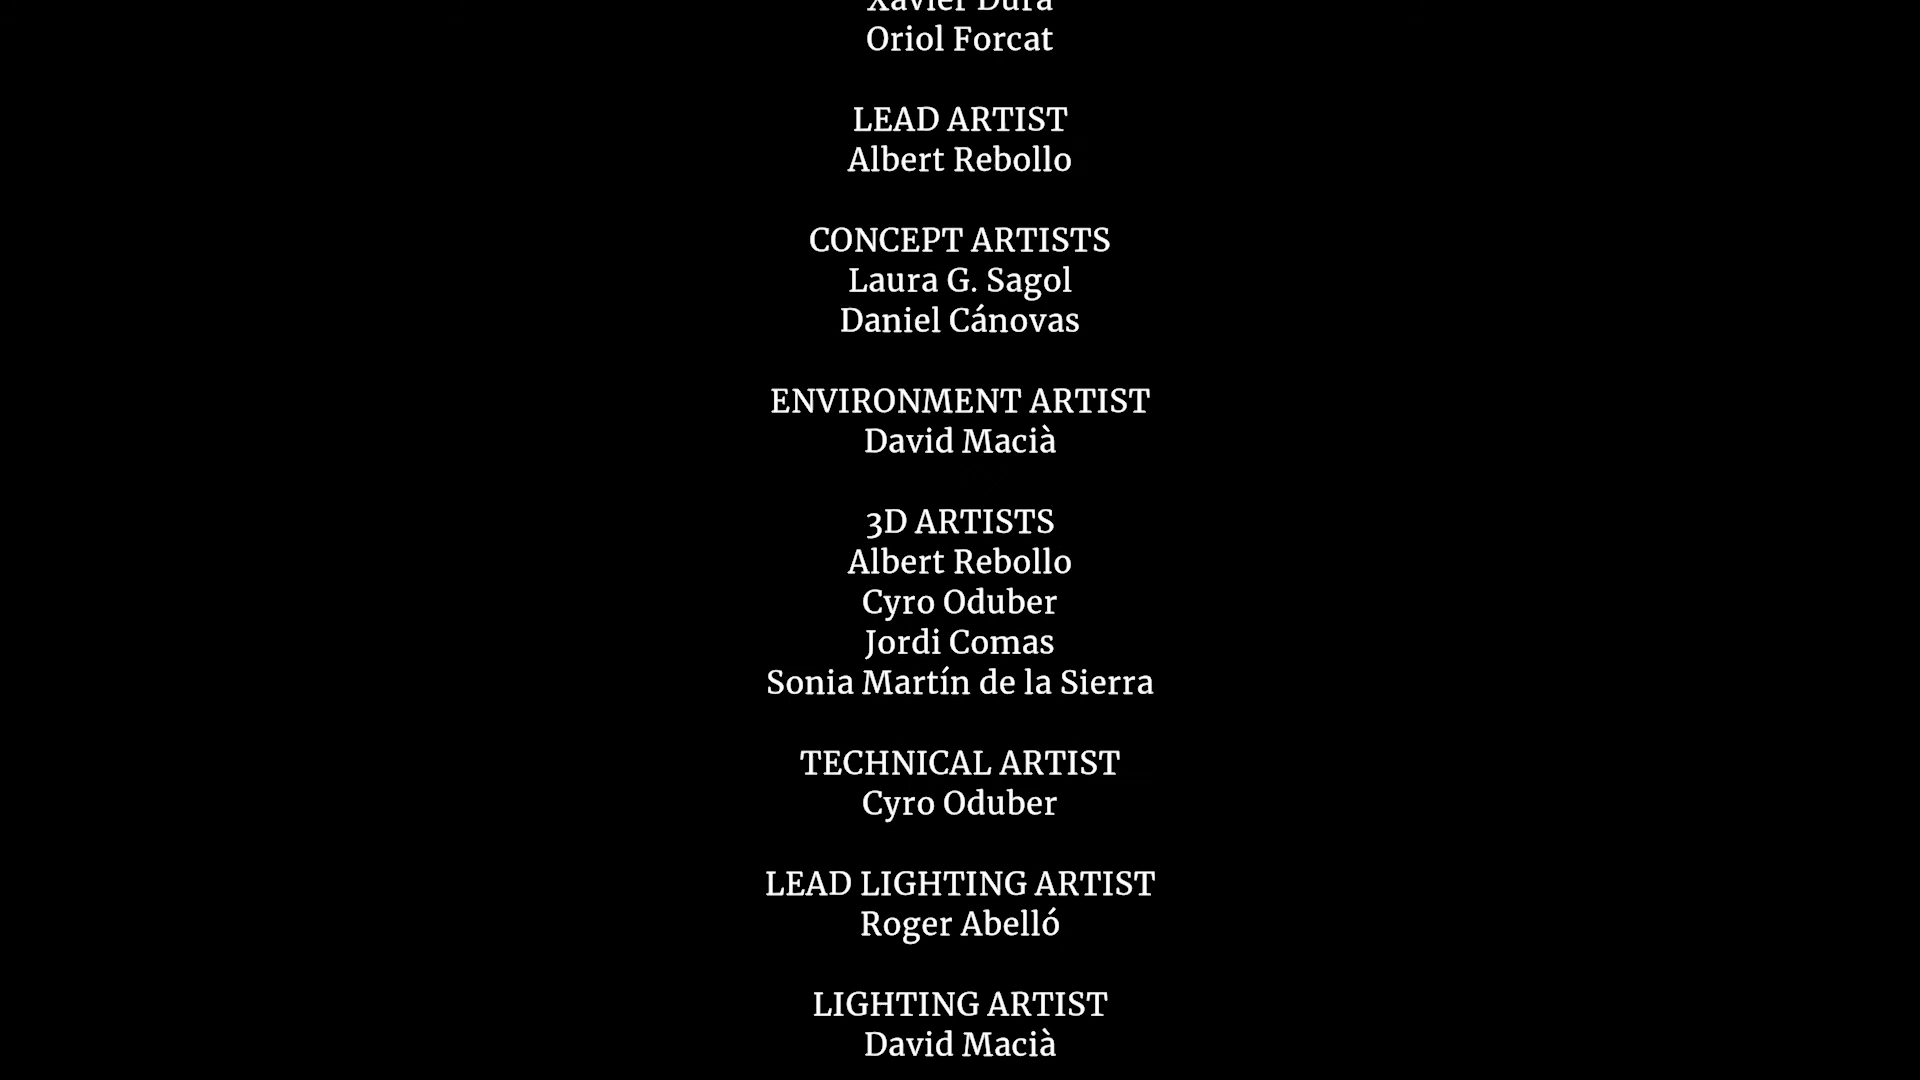 Xavier Dura
Oriol Forcat
LEAD ARTIST
Albert Rebollo
CONCEPT ARTISTS
Laura G. Sagol
Daniel Cánovas
ENVIRONMENT ARTIST
David Macià
3D ARTISTS
Albert Rebollo
Cyro Oduber
Jordi Comas
Sonia Martín de la Sierra
TECHNICAL ARTIST
Cyro Oduber
LEAD LIGHTING ARTIST
Roger Abelló
LIGHTING ARTIST
David Macià